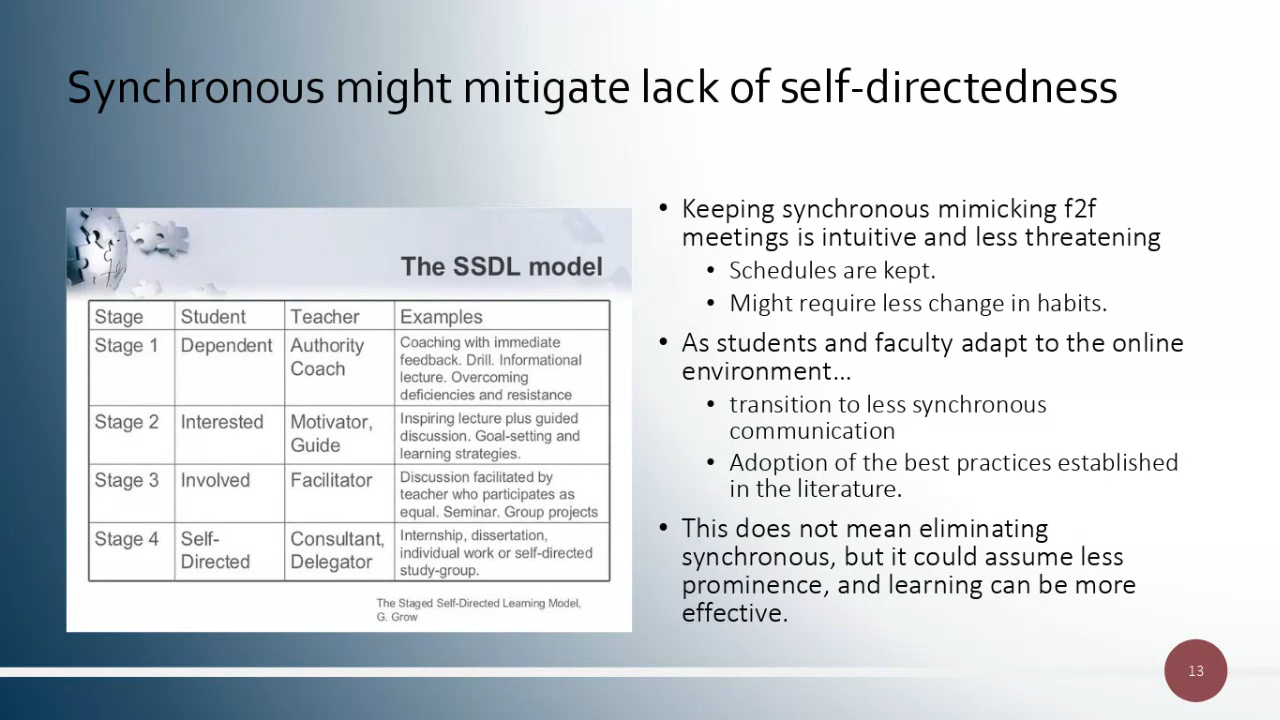 Synchronous might mitigate lack of self-directedness
The SSDL model
Stage Student Teacher Examples
Stage 1 Dependent Authority Coach Coaching with immediate feedback. Drill. Informational lecture. Overcoming deficiencies and resistance
Stage 2 Interested Motivator, Guide Inspiring lecture plus guided discussion. Goal-setting and learning strategies.
Stage 3 Involved Facilitator Discussion facilitated by teacher who participates as equal. Seminar. Group projects
Stage 4 Self-Directed Consultant, Delegator Internship, dissertation, individual work or self-directed study-group.
The Staged Self-Directed Learning Model,
G. Grow
• Keeping synchronous mimicking f2f
meetings is intuitive and less threatening
• Schedules are kept.
• Might require less change in habits.
• As students and faculty adapt to the online
environment...
• transition to less synchronous
communication
• Adoption of the best practices established
in the literature.
• This does not mean eliminating
synchronous, but it could assume less
prominence, and learning can be more
effective.
13